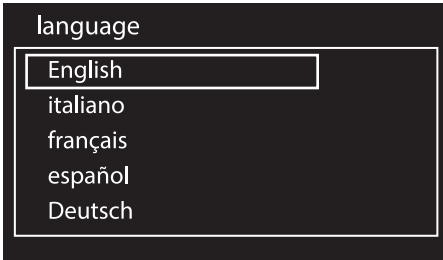 language
English
italiano
français
español
Deutsch